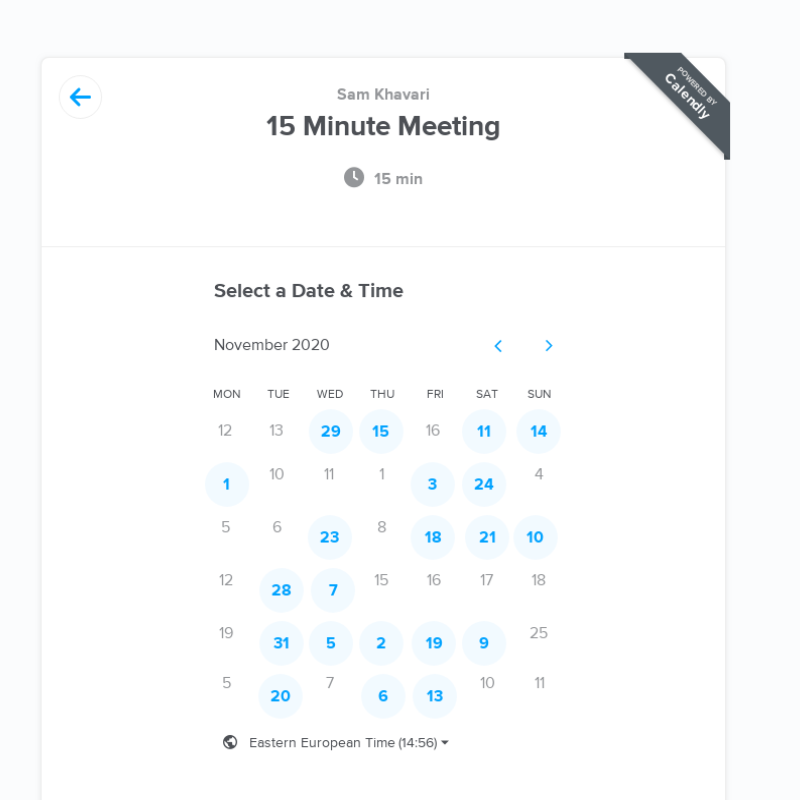 POWERED BY
Calendly
Sam Khavari
15 Minute Meeting
15 min
Select a Date & Time
November 2020
MON TUE WED THU FRI SAT SUN
12 13 29 15 16 11 14
1 10 11 1 3 24 4
5 6 23 8 18 21 10
12 28 7 15 16 17 18
19 31 5 2 19 9 25
5 20 7 6 13 10 11
Eastern European Time (14:56)